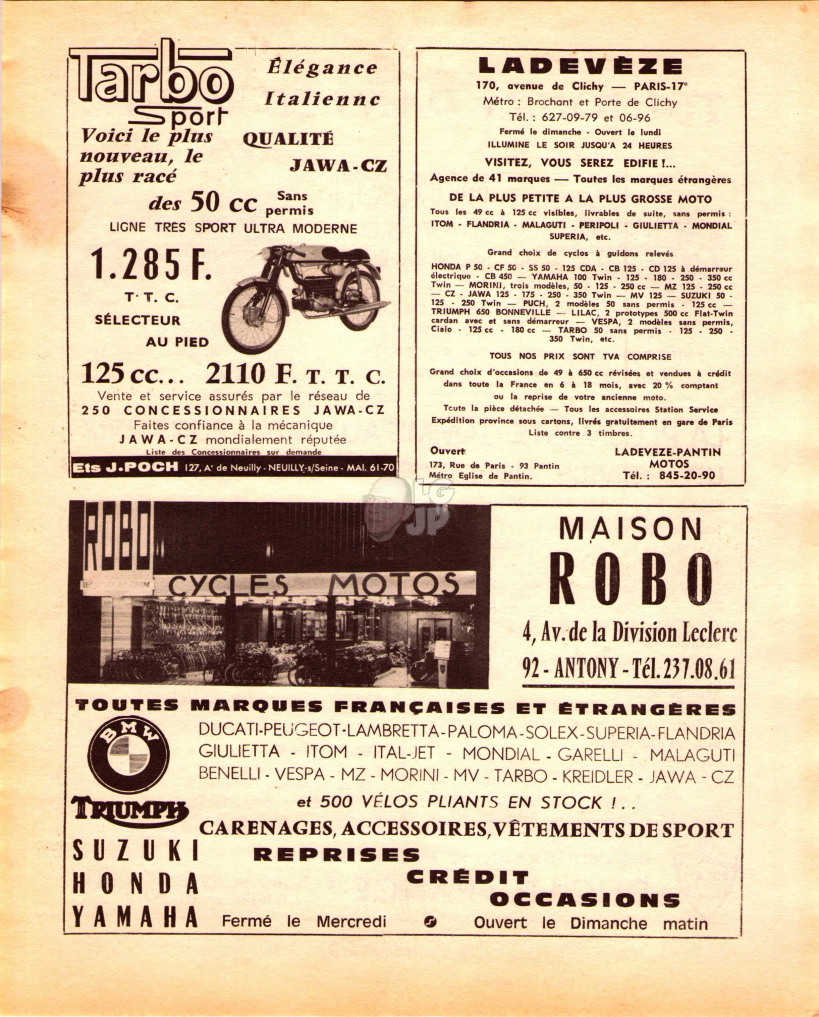 Tarbo
Sport
Élégance
Italienne
Voici le plus
nouveau, le
plus racé
QUALITÉ
JAWA-CZ
des 50 cc Sans permis
LIGNE TRÈS SPORT ULTRA MODERNE
1.285 F.
T. T. C.
SÉLECTEUR
AU PIED
125 cc... 2110 F. T. T. C.
Vente et service assurés par le réseau de
250 CONCESSIONNAIRES JAWA-CZ
Faites confiance à la mécanique
JAWA-CZ mondialement réputée
Liste des Concessionnaires sur demande
Ets J.POCH 127, Ae de Neuilly - NEUILLY-s/Seine - MAI. 61-70
LADEVÈZE
170, avenue de Clichy — PARIS-17e
Métro : Brochant et Porte de Clichy
Tél. : 627-09-79 et 06-96
Fermé le dimanche - Ouvert le lundi
ILLUMINE LE SOIR JUSQU'A 24 HEURES
VISITEZ, VOUS SEREZ EDIFIE !...
Agence de 41 marques — Toutes les marques étrangères
DE LA PLUS PETITE A LA PLUS GROSSE MOTO
Tous les 49 cc à 125 cc visibles, livrables de suite, sans permis :
ITOM - FLANDRIA - MALAGUTI - PERIPOLI - GIULIETTA - MONDIAL
SUPERIA, etc.
Grand choix de cyclos à guidons relevés
HONDA P 50 - CF 50 - SS 50 - 125 CDA - CB 125 - CD 125 à démarreur
électrique - CB 450 — YAMAHA 100 Twin - 125 - 180 - 250 - 350 cc
Twin — MORINI, trois modèles, 50 - 125 - 250 cc — MZ 125 - 250 cc
— CZ - JAWA 125 - 175 - 250 - 350 Twin — MV 125 — SUZUKI 50 -
125 - 250 Twin — PUCH, 2 modèles 50 sans permis - 125 cc —
TRIUMPH 650 BONNEVILLE — LILAC, 2 prototypes 500 cc Flat-Twin
cardan avec et sans démarreur — VESPA, 2 modèles sans permis,
Ciaio - 125 cc - 180 cc — TARBO 50 sans permis - 125 - 250 -
350 Twin, etc.
TOUS NOS PRIX SONT TVA COMPRISE
Grand choix d'occasions de 49 à 650 cc révisées et vendues à crédit
dans toute la France en 6 à 18 mois, avec 20 % comptant
ou la reprise de votre ancienne moto.
Toute la pièce détachée — Tous les accessoires Station Service
Expédition province sous cartons, livrés gratuitement en gare de Paris
Liste contre 3 timbres.
Ouvert
173, Rue de Paris - 93 Pantin
Métro Eglise de Pantin.
LADEVEZE-PANTIN
MOTOS
Tél. : 845-20-90
LG
JP
ROBO
CYCLES MOTOS
MAISON
ROBO
4, Av. de la Division Leclerc
92 - ANTONY - Tél. 237.08.61
TOUTES MARQUES FRANÇAISES ET ÉTRANGÈRES
BMW
DUCATI-PEUGEOT-LAMBRETTA-PALOMA-SOLEX-SUPERIA-FLANDRIA
GIULIETTA - ITOM - ITAL-JET - MONDIAL - GARELLI - MALAGUTI
BENELLI - VESPA - MZ - MORINI - MV - TARBO - KREIDLER - JAWA - CZ
TRIUMPH
et 500 VÉLOS PLIANTS EN STOCK !..
CARENAGES, ACCESSOIRES, VÊTEMENTS DE SPORT
SUZUKI
HONDA
YAMAHA
REPRISES
CRÉDIT
OCCASIONS
Fermé le Mercredi
Ouvert le Dimanche matin